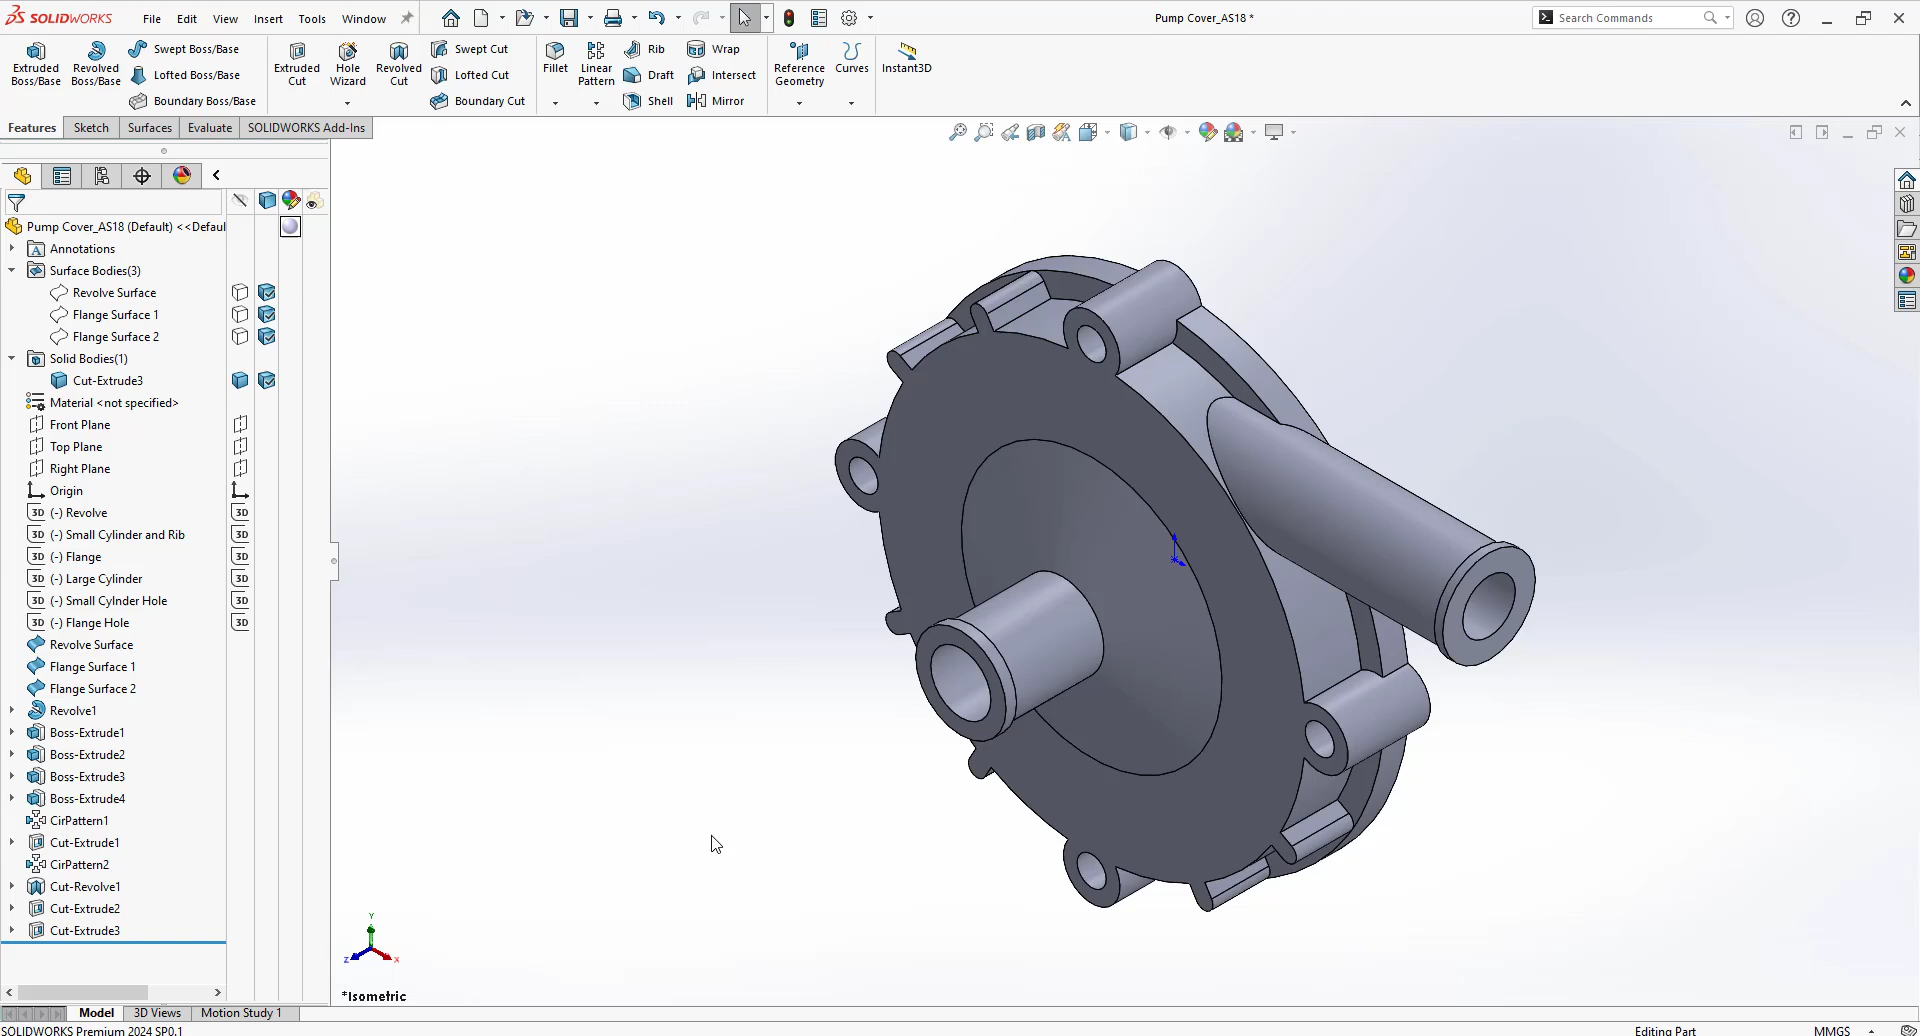 SOLIDWORKS File Edit View Insert Tools Window Pump Cover_AS18 * Search Commands
Extruded Boss/Base
Revolved Boss/Base
Swept Boss/Base
Lofted Boss/Base
Boundary Boss/Base
Extruded Cut
Hole Wizard
Revolved Cut
Swept Cut
Lofted Cut
Boundary Cut
Fillet
Linear Pattern
Rib
Draft
Shell
Wrap
Intersect
Mirror
Reference Geometry
Curves
Instant3D
Features Sketch Surfaces Evaluate SOLIDWORKS Add-Ins
Pump Cover_AS18 (Default) <<Defaul
Annotations
Surface Bodies(3)
Revolve Surface
Flange Surface 1
Flange Surface 2
Solid Bodies(1)
Cut-Extrude3
Material <not specified>
Front Plane
Top Plane
Right Plane
Origin
3D (-) Revolve 3D
3D (-) Small Cylinder and Rib 3D
3D (-) Flange 3D
3D (-) Large Cylinder 3D
3D (-) Small Cylnder Hole 3D
3D (-) Flange Hole 3D
Revolve Surface
Flange Surface 1
Flange Surface 2
Revolve1
Boss-Extrude1
Boss-Extrude2
Boss-Extrude3
Boss-Extrude4
CirPattern1
Cut-Extrude1
CirPattern2
Cut-Revolve1
Cut-Extrude2
Cut-Extrude3
Y
Z X
*Isometric
Model 3D Views Motion Study 1
SOLIDWORKS Premium 2024 SP0.1 Editing Part MMGS